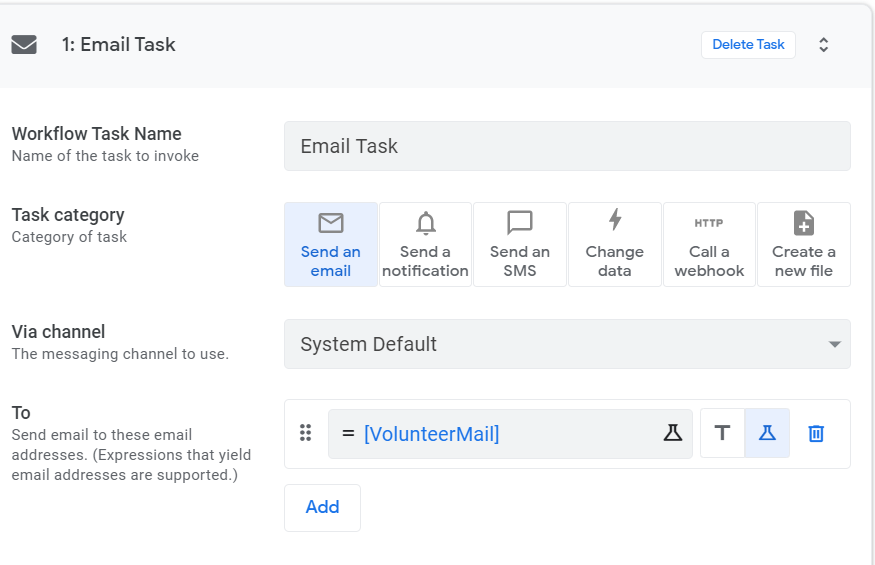 1: Email Task
Delete Task
Workflow Task Name
Name of the task to invoke
Email Task
Task category
Category of task
Send an
email
Send a
notification
Send an
SMS
Change
data
HTTP
Call a
webhook
Create a
new file
Via channel
The messaging channel to use.
System Default
To
Send email to these email
addresses. (Expressions that yield
email addresses are supported.)
= [VolunteerMail]
T
Add